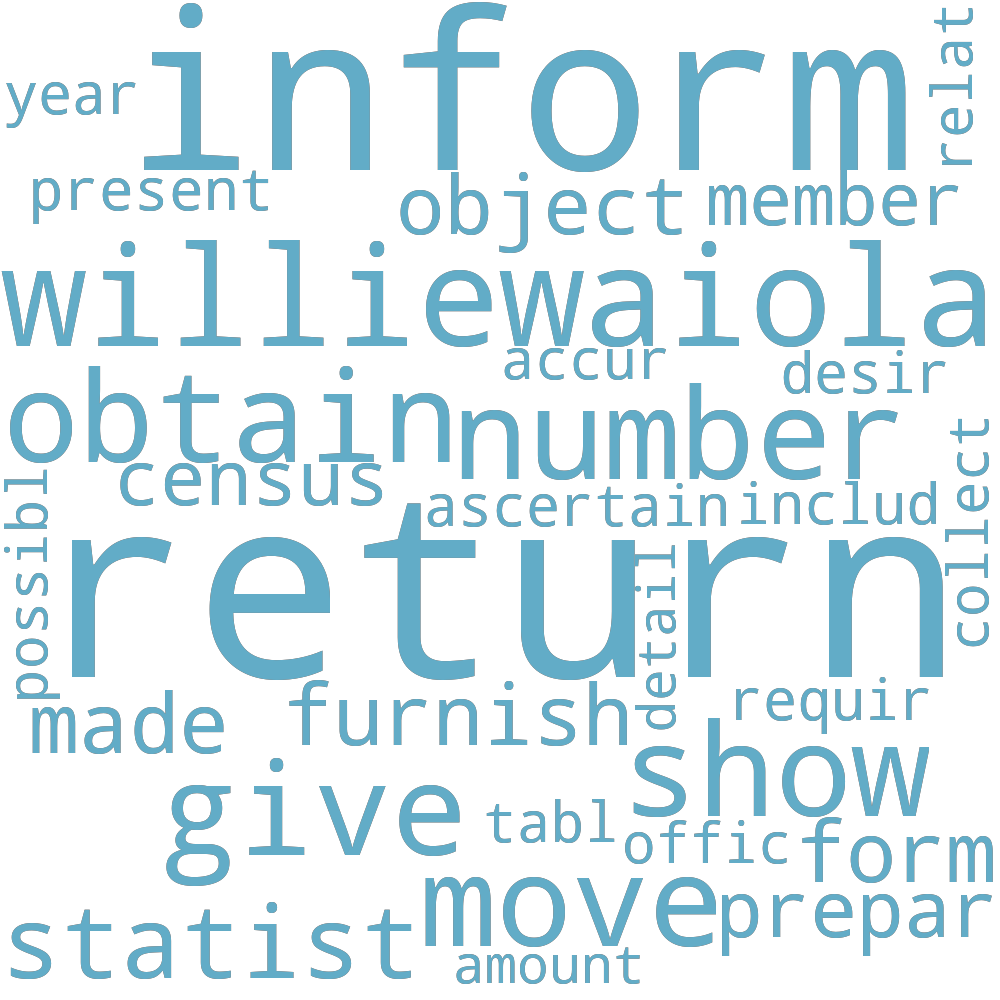 inform
relat
year
present
object
member
williewaiola
accur
desir
obtain
number
census
possibl
ascertain
includ
collect
return
detail
made
furnish
requir
show
give
tabl
offic
form
move
prepar
statist
amount